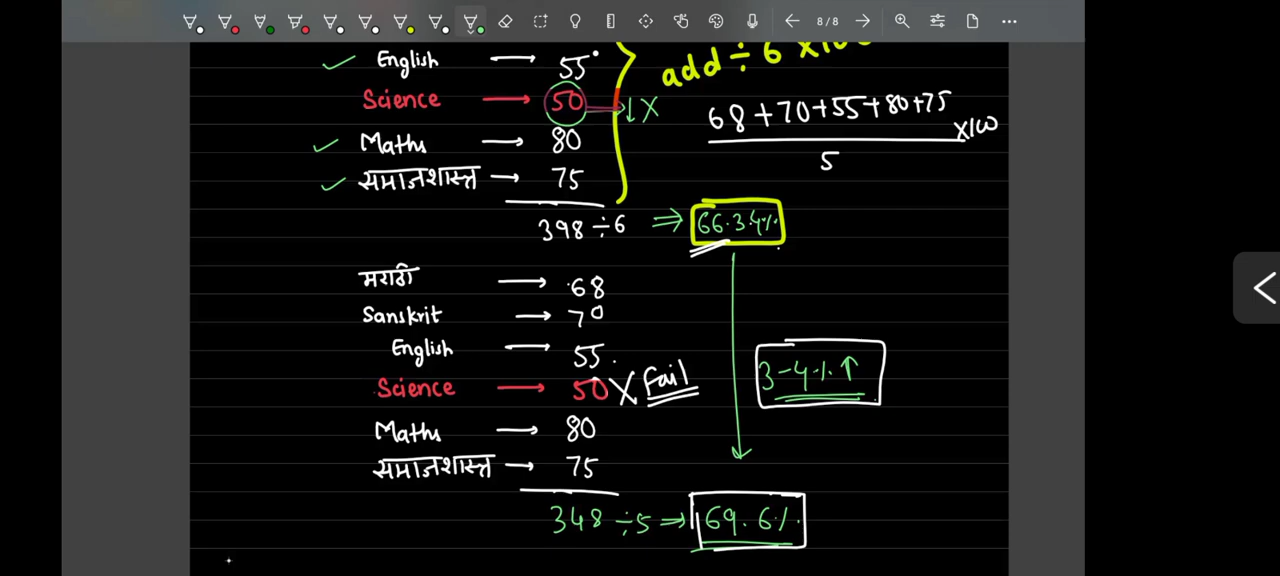 8/8
English → 55
add ÷ 6 × 100
Science → 50 ↓ X
68 + 70 + 55 + 80 + 75
× 100
5
Maths → 80
समाजशास्त्र → 75
398 ÷ 6 ⇒ 66.34%
मराठी → 68
Sanskrit → 70
English → 55
Science → 50 X Fail
3-4% ↑
Maths → 80
समाजशास्त्र → 75
348 ÷ 5 ⇒ 69.6%